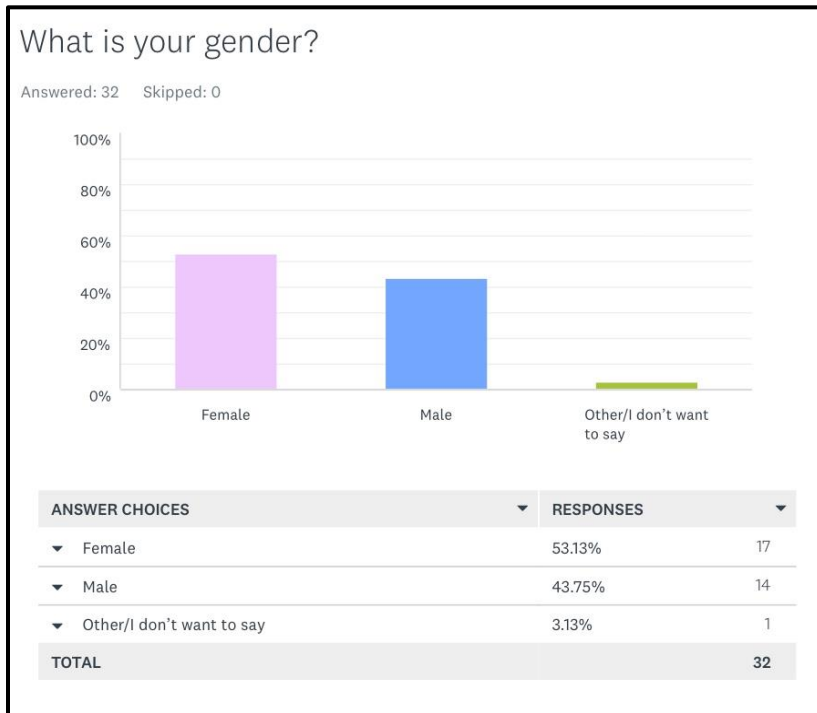 What is your gender?
Answered: 32 Skipped: 0
100%
80%
60%
40%
20%
0%
Female
Male
Other/I don't want
to say
ANSWER CHOICES RESPONSES
Female 53.13% 17
Male 43.75% 14
Other/I don't want to say 3.13% 1
TOTAL 32